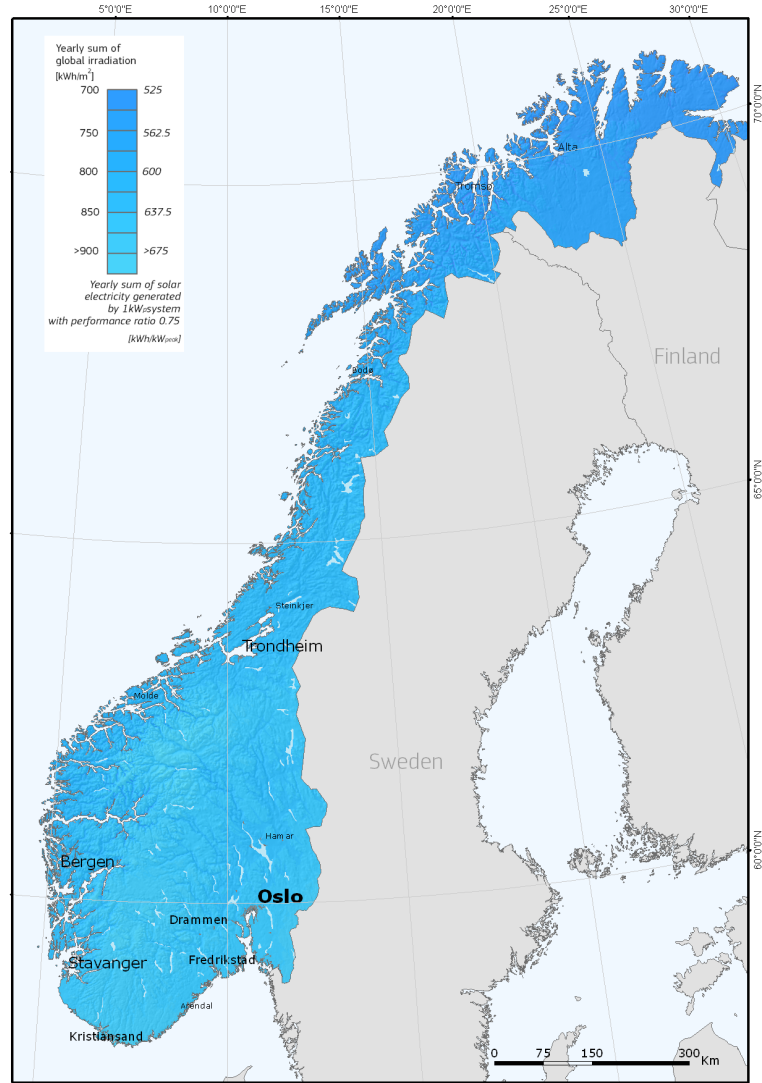 5°0'0"E 10°0'0"E 15°0'0"E 20°0'0"E 25°0'0"E 30°0'0"E
Yearly sum of
global irradiation
[kWh/m²]
700 525
750 562.5
800 600
850 637.5
>900 >675
Yearly sum of solar
electricity generated
by 1kWp system
with performance ratio 0.75
[kWh/kWpeak]
70°0'0"N
Alta
Tromsø
Finland
Bodø
65°0'0"N
Steinkjer
Trondheim
Molde
Sweden
Hamar
60°0'0"N
Bergen
Oslo
Drammen
Fredrikstad
Stavanger
Arendal
Kristiansand
0 75 150 300 Km